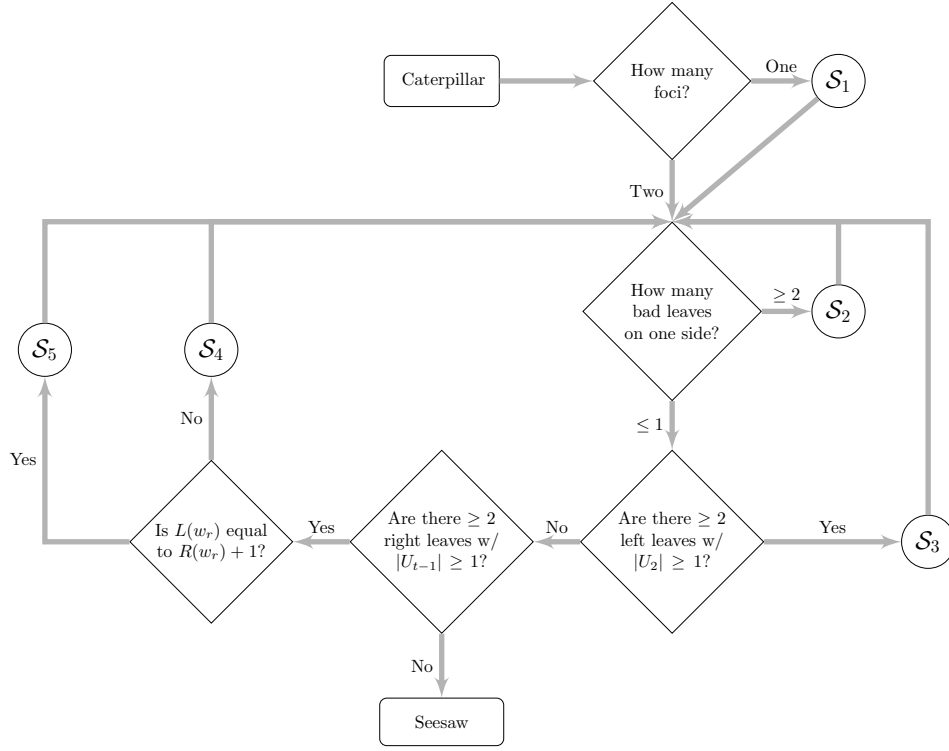 Caterpillar
How many
foci?
One
𝒮₁
Two
How many
bad leaves
on one side?
≥ 2
𝒮₂
𝒮₅
𝒮₄
≤ 1
No
Yes
Is L(wᵣ) equal
to R(wᵣ) + 1?
Yes
Are there ≥ 2
right leaves w/
|Uₜ₋₁| ≥ 1?
No
Are there ≥ 2
left leaves w/
|U₂| ≥ 1?
Yes
𝒮₃
No
Seesaw